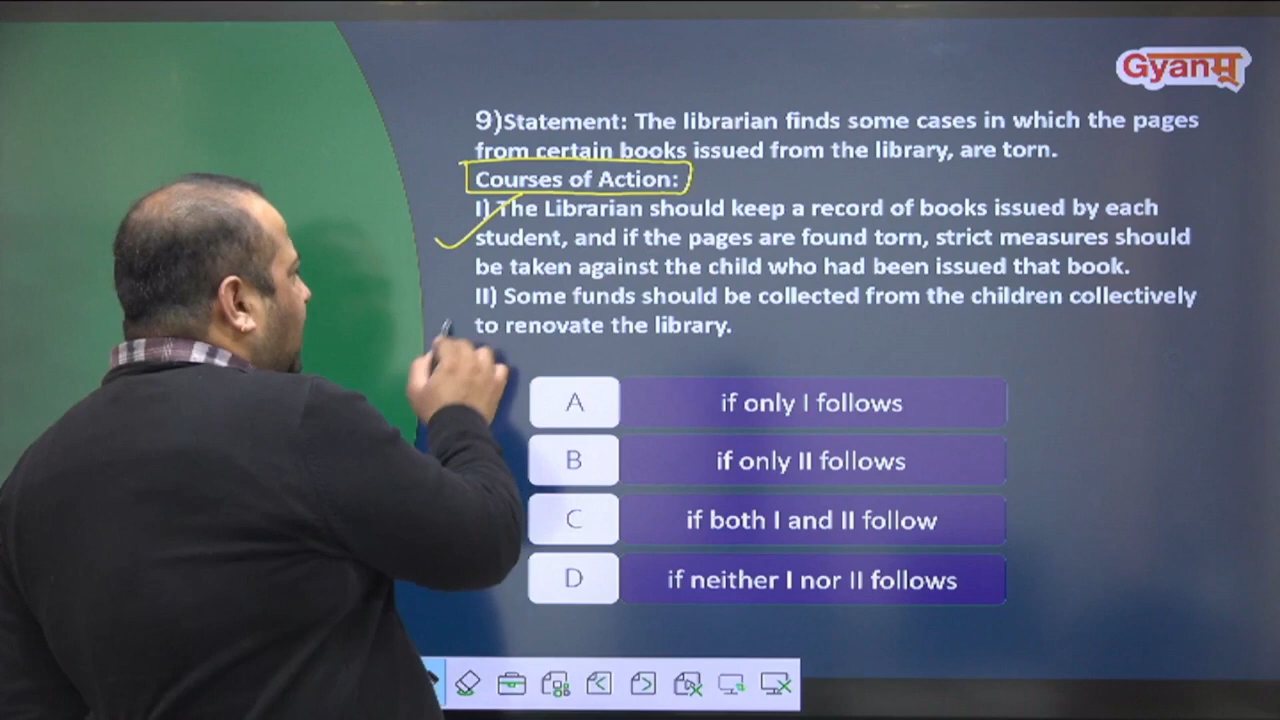 Gyanम्
9)Statement: The librarian finds some cases in which the pages
from certain books issued from the library, are torn.
Courses of Action:
I) The Librarian should keep a record of books issued by each
student, and if the pages are found torn, strict measures should
be taken against the child who had been issued that book.
II) Some funds should be collected from the children collectively
to renovate the library.
A if only I follows
B if only II follows
C if both I and II follow
D if neither I nor II follows